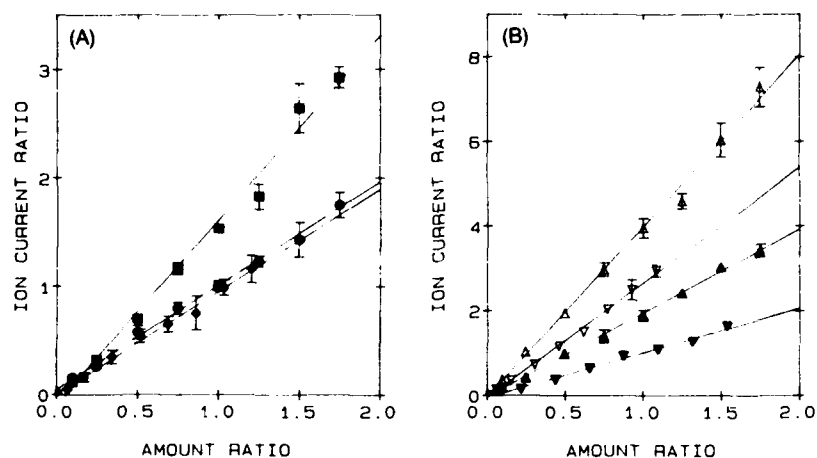 (A)
3
2
1
0
0.0 0.5 1.0 1.5 2.0
ION CURRENT RATIO
AMOUNT RATIO
(B)
8
6
4
2
0
0.0 0.5 1.0 1.5 2.0
ION CURRENT RATIO
AMOUNT RATIO